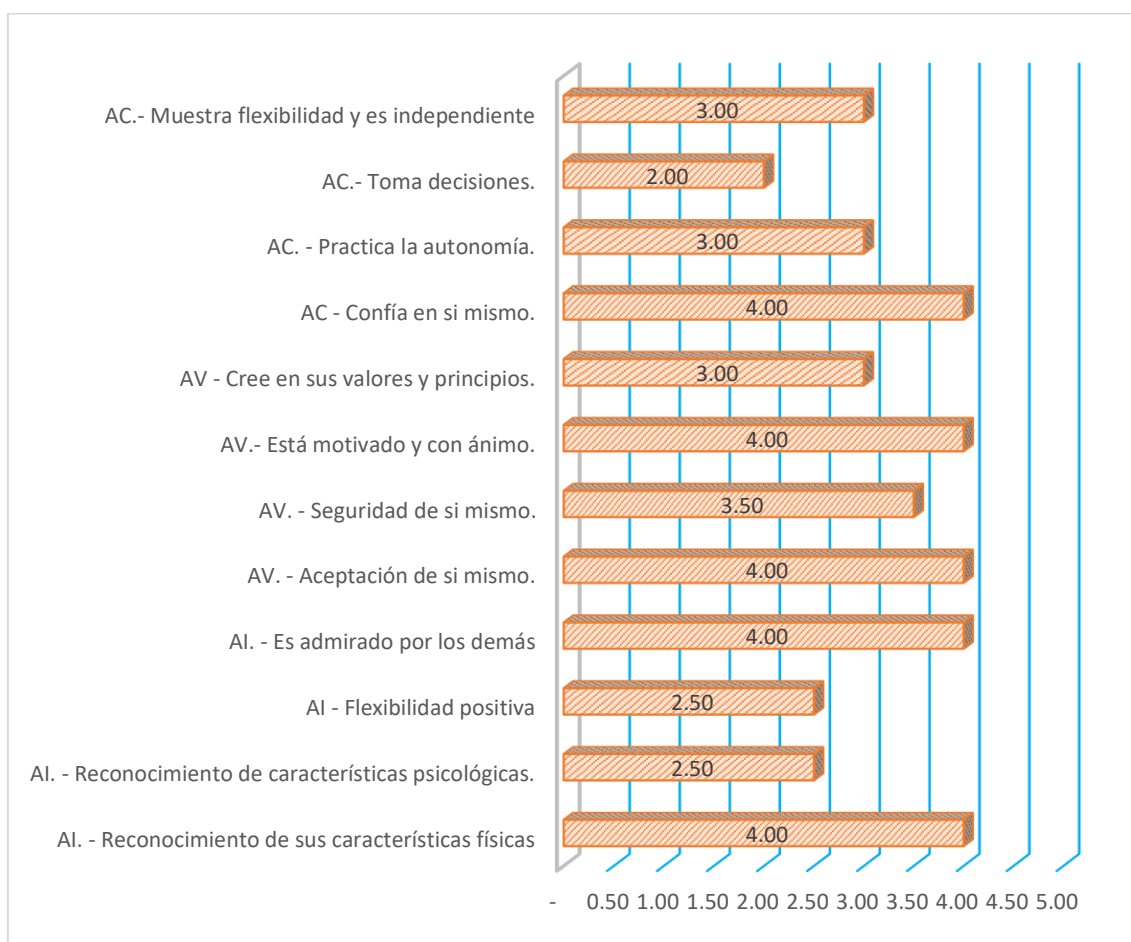 AC.- Muestra flexibilidad y es independiente
3.00
AC.- Toma decisiones.
2.00
AC. - Practica la autonomía.
3.00
AC - Confía en si mismo.
4.00
AV - Cree en sus valores y principios.
3.00
AV.- Está motivado y con ánimo.
4.00
AV. - Seguridad de si mismo.
3.50
AV. - Aceptación de si mismo.
4.00
AI. - Es admirado por los demás
4.00
AI - Flexibilidad positiva
2.50
AI. - Reconocimiento de características psicológicas.
2.50
AI. - Reconocimiento de sus características físicas
4.00
- 0.50 1.00 1.50 2.00 2.50 3.00 3.50 4.00 4.50 5.00